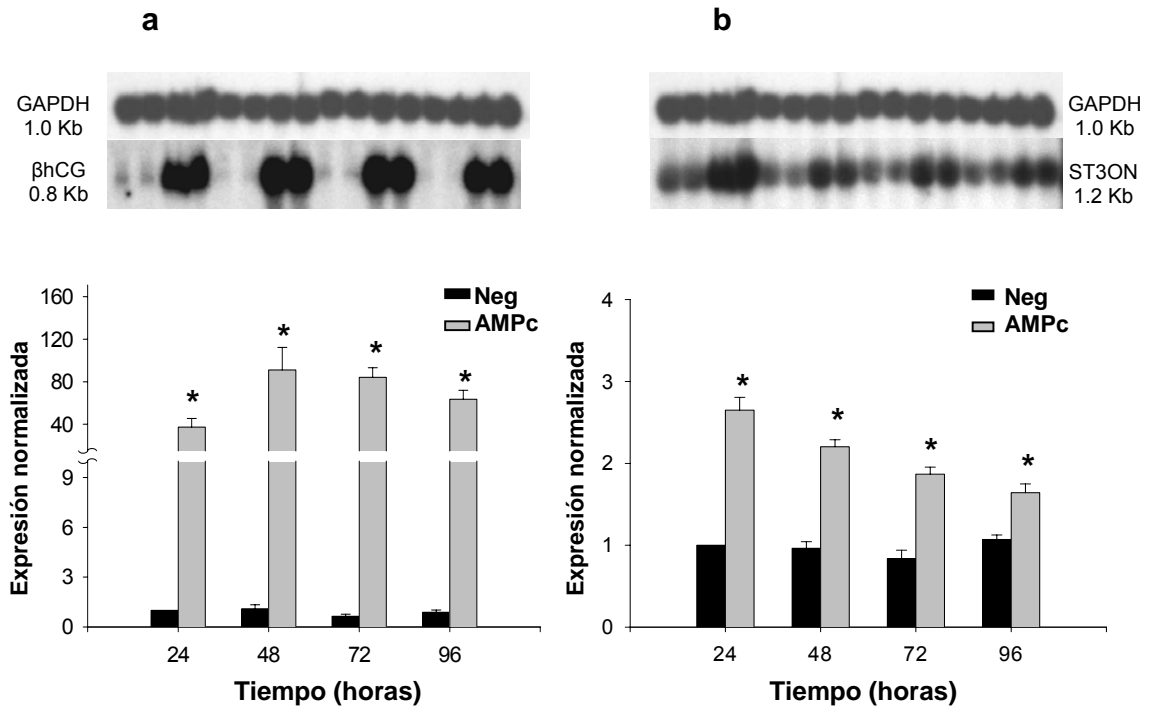 a
b
GAPDH
1.0 Kb
βhCG
0.8 Kb
GAPDH
1.0 Kb
ST3ON
1.2 Kb
Neg
AMPc
160
120
80
40
9
6
3
0
Expresión normalizada
*
*
*
*
24 48 72 96
Tiempo (horas)
Neg
AMPc
4
3
2
1
0
Expresión normalizada
*
*
*
*
24 48 72 96
Tiempo (horas)